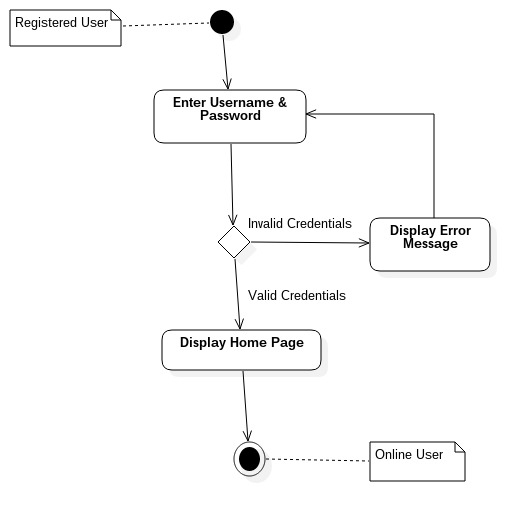 Registered User
Enter Username &
Password
Invalid Credentials
Display Error
Message
Valid Credentials
Display Home Page
Online User